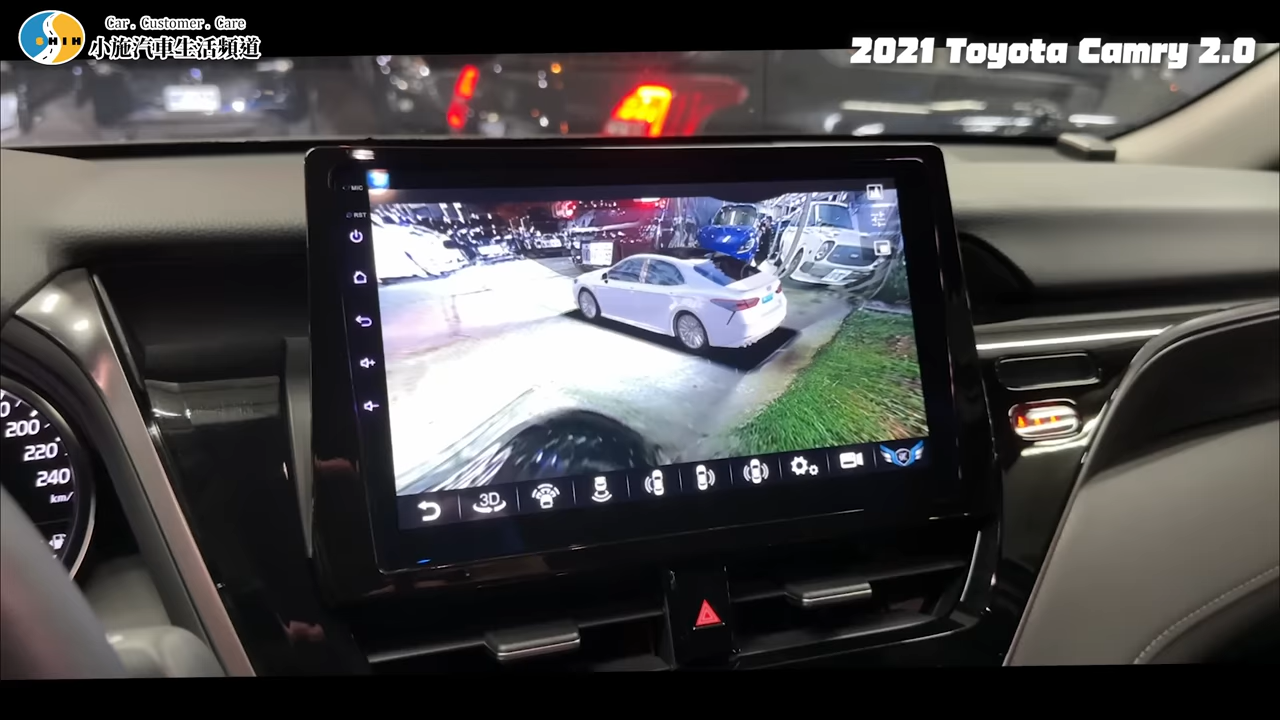 Car. Customer. Care
SHIH
小施汽車生活頻道
2021 Toyota Camry 2.0
MIC
RST
3D
200
220
240
km/h